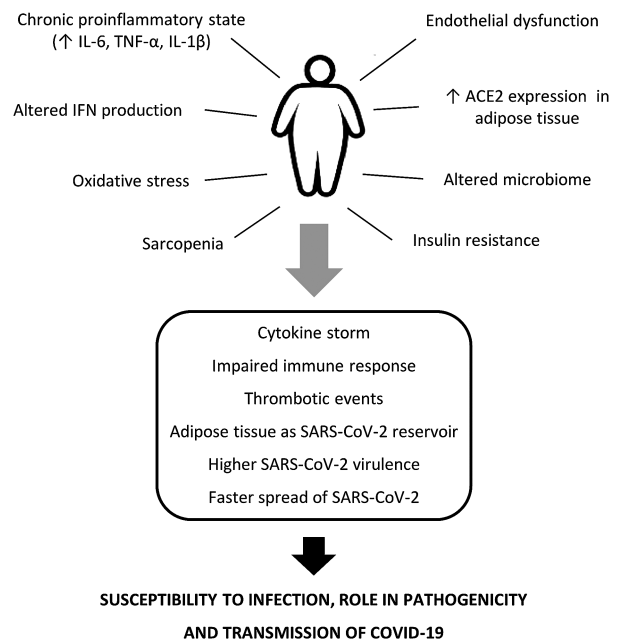 Chronic proinflammatory state
(↑ IL-6, TNF-α, IL-1β)
Endothelial dysfunction
Altered IFN production
↑ ACE2 expression in
adipose tissue
Oxidative stress
Altered microbiome
Sarcopenia
Insulin resistance
Cytokine storm
Impaired immune response
Thrombotic events
Adipose tissue as SARS-CoV-2 reservoir
Higher SARS-CoV-2 virulence
Faster spread of SARS-CoV-2
SUSCEPTIBILITY TO INFECTION, ROLE IN PATHOGENICITY
AND TRANSMISSION OF COVID-19